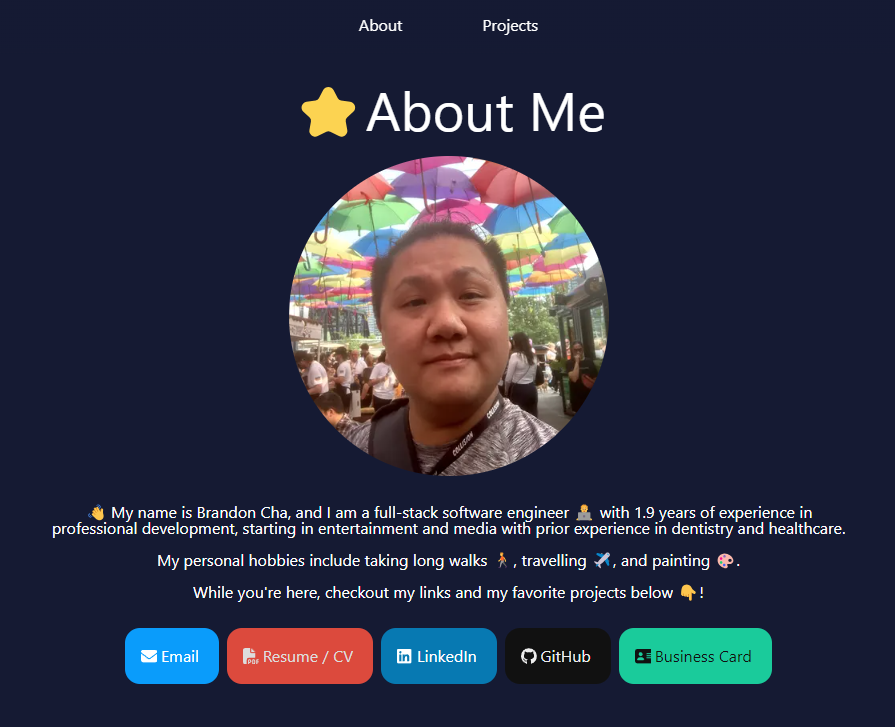 About Projects
About Me
COLLISION
COLLISION
👋 My name is Brandon Cha, and I am a full-stack software engineer 👨‍💻 with 1.9 years of experience in
professional development, starting in entertainment and media with prior experience in dentistry and healthcare.
My personal hobbies include taking long walks 🚶, travelling ✈️, and painting 🎨.
While you're here, checkout my links and my favorite projects below 👇!
Email Resume / CV LinkedIn GitHub Business Card